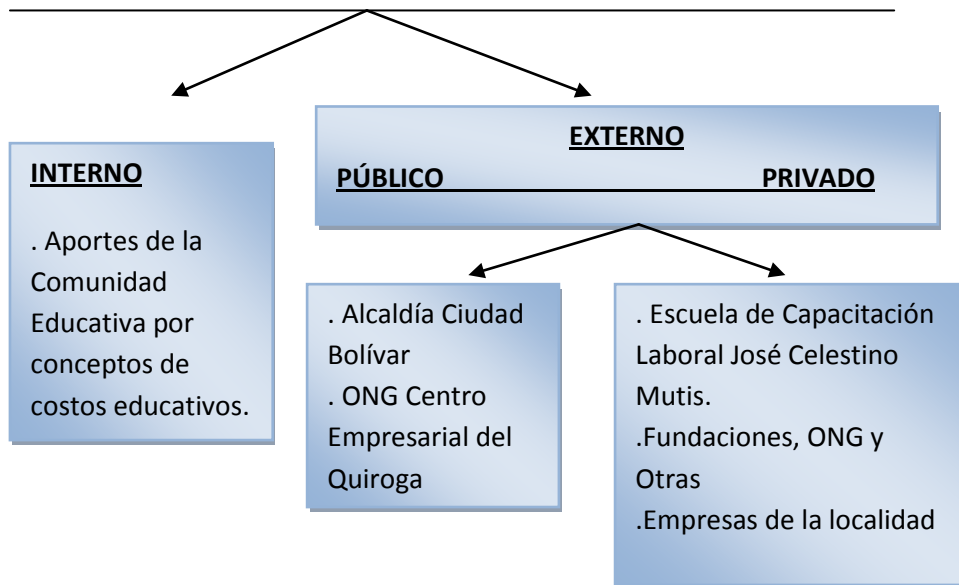 INTERNO
. Aportes de la
Comunidad
Educativa por
conceptos de
costos educativos.
EXTERNO
PÚBLICO PRIVADO
. Alcaldía Ciudad
Bolívar
. ONG Centro
Empresarial del
Quiroga
. Escuela de Capacitación
Laboral José Celestino
Mutis.
.Fundaciones, ONG y
Otras
.Empresas de la localidad